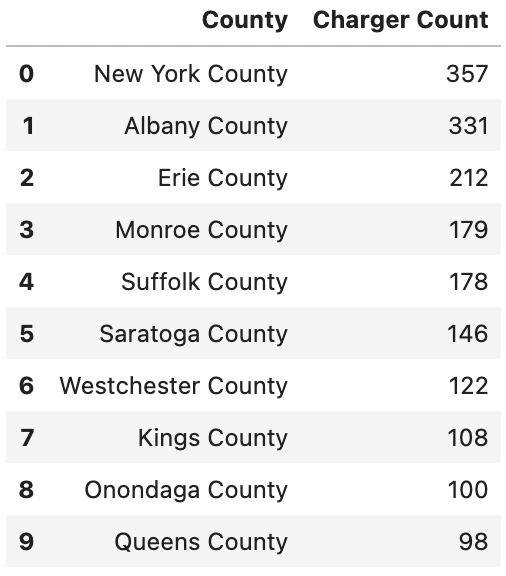 County Charger Count
0 New York County 357
1 Albany County 331
2 Erie County 212
3 Monroe County 179
4 Suffolk County 178
5 Saratoga County 146
6 Westchester County 122
7 Kings County 108
8 Onondaga County 100
9 Queens County 98